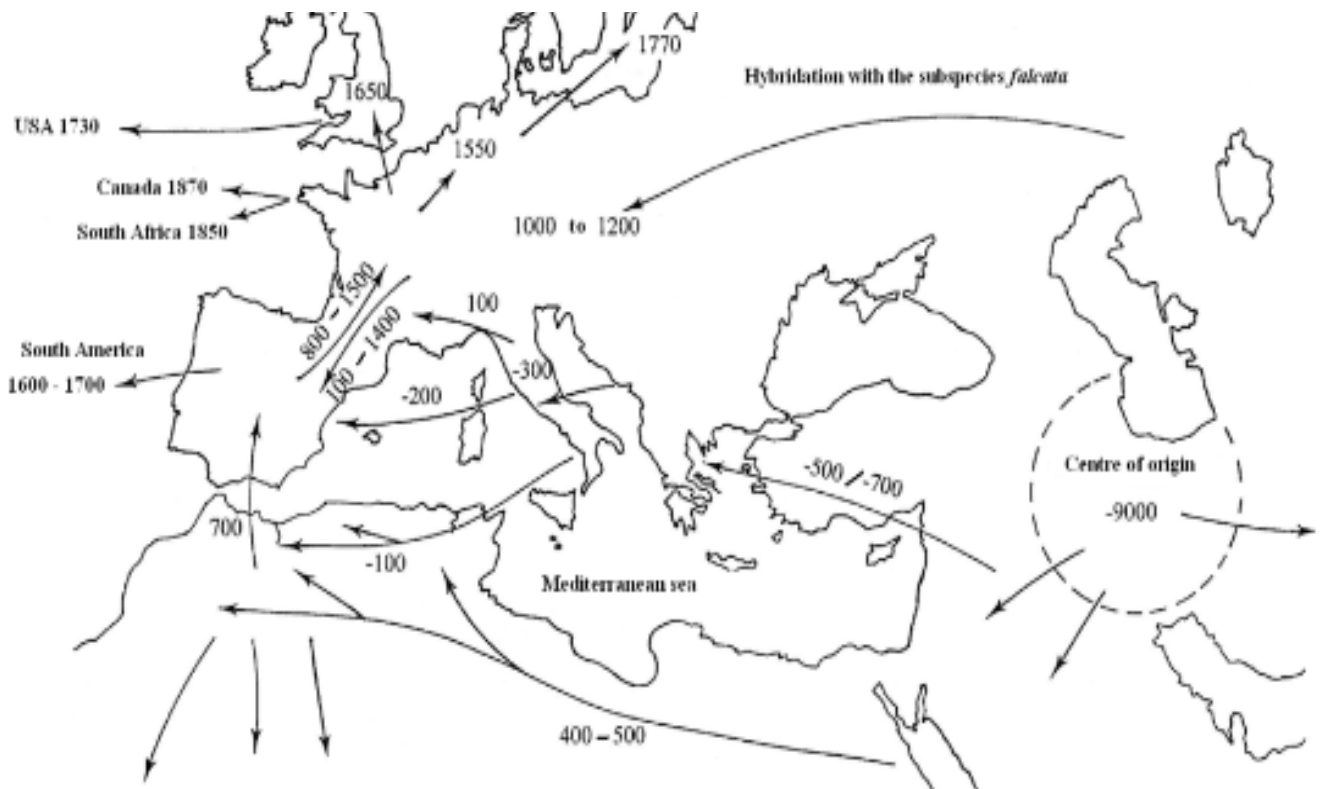 1770
Hybridation with the subspecies falcata
1650
USA 1730
1550
Canada 1870
South Africa 1850
1000 to 1200
800 – 1500
100 – 1400
100
South America
1600 - 1700
-300
-200
-500 / -700
Centre of origin
-9000
700
-100
Mediterranean sea
400 – 500